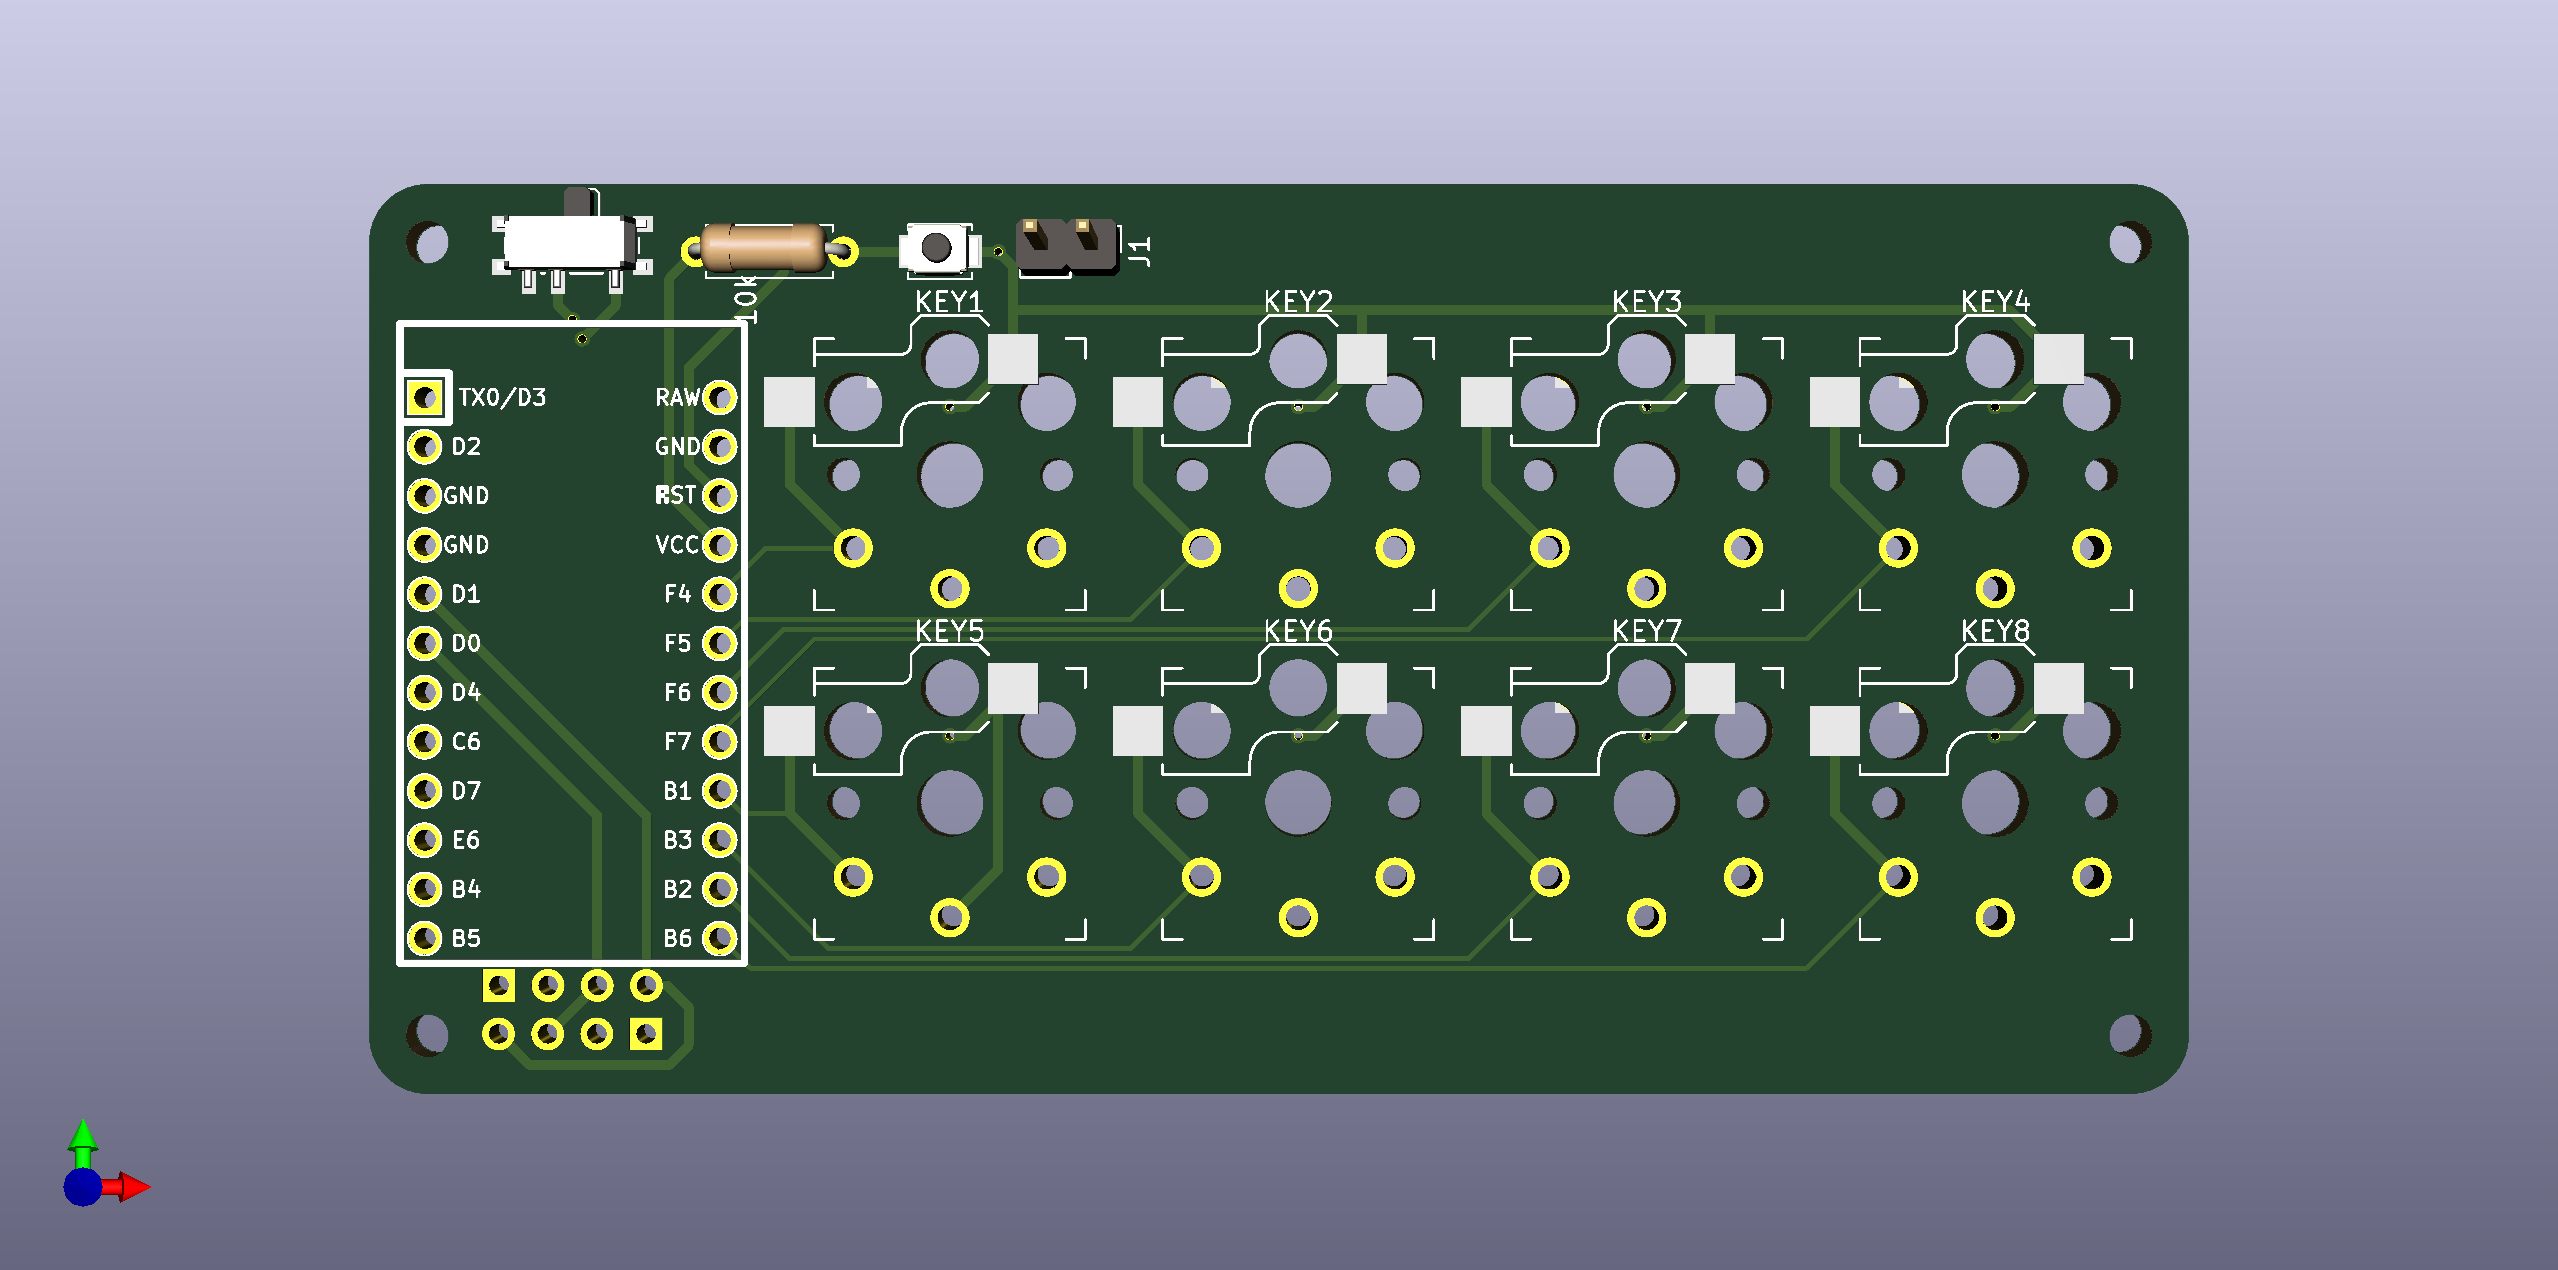 J1
10k
KEY1 KEY2 KEY3 KEY4
TX0/D3 RAW
D2 GND
GND RST
GND VCC
D1 F4
D0 F5
KEY5 KEY6 KEY7 KEY8
D4 F6
C6 F7
D7 B1
E6 B3
B4 B2
B5 B6